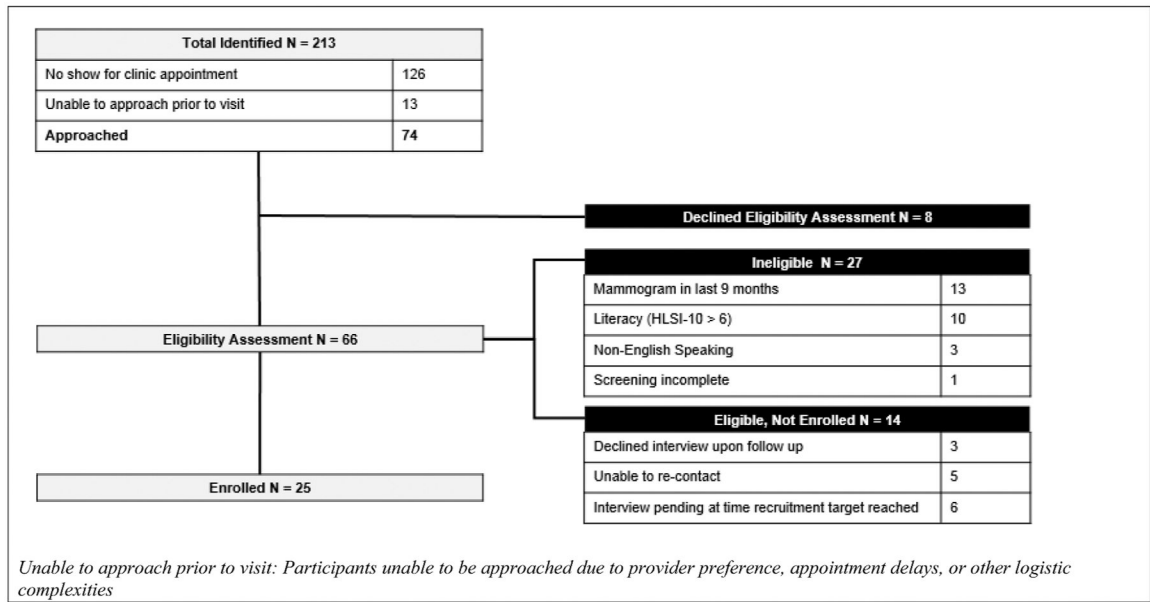 Total Identified N = 213
No show for clinic appointment 126
Unable to approach prior to visit 13
Approached 74
Declined Eligibility Assessment N = 8
Ineligible N = 27
Mammogram in last 9 months 13
Literacy (HLSI-10 > 6) 10
Non-English Speaking 3
Screening incomplete 1
Eligibility Assessment N = 66
Eligible, Not Enrolled N = 14
Declined interview upon follow up 3
Unable to re-contact 5
Interview pending at time recruitment target reached 6
Enrolled N = 25
Unable to approach prior to visit: Participants unable to be approached due to provider preference, appointment delays, or other logistic
complexities